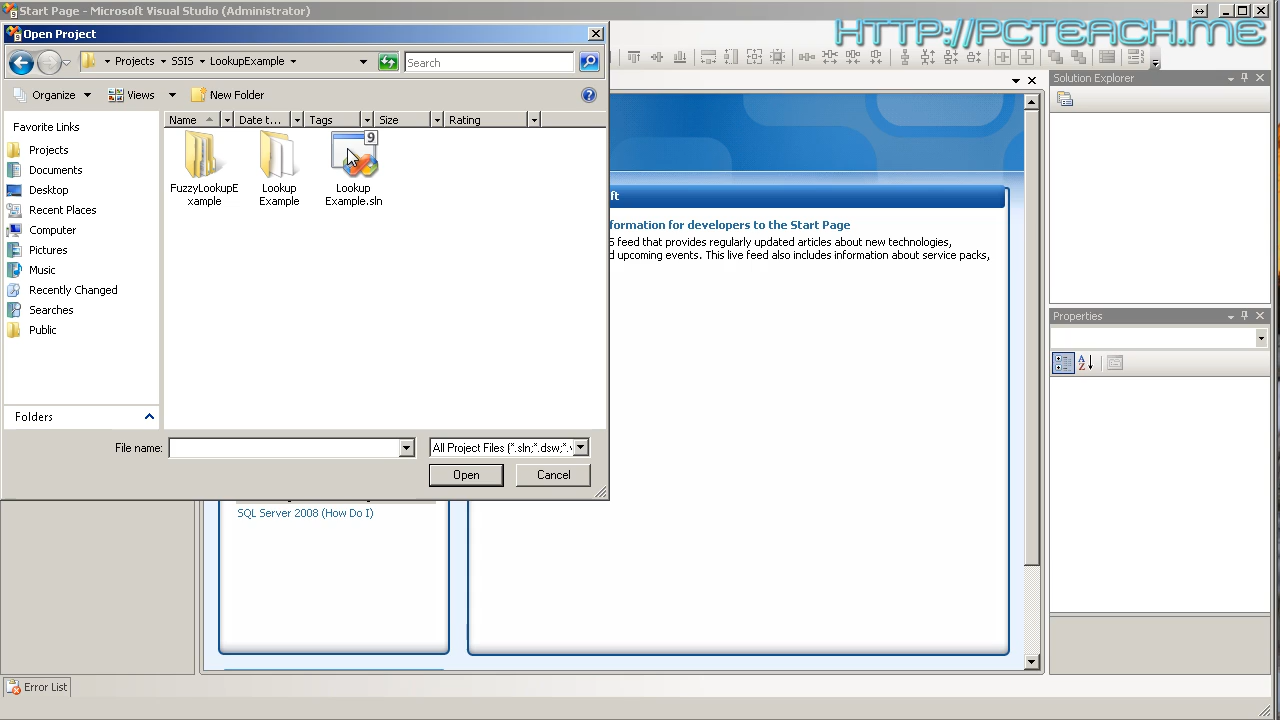 Start Page - Microsoft Visual Studio (Administrator)
HTTP://PCTEACH.ME
Open Project
Projects
SSIS
LookupExample
Search
Organize
Views
New Folder
Favorite Links
Projects
Documents
Desktop
Recent Places
Computer
Pictures
Music
Recently Changed
Searches
Public
Folders
Name
Date t...
Tags
Size
Rating
FuzzyLookupE
xample
Lookup
Example
9
Lookup
Example.sln
File name:
All Project Files (*.sln;*.dsw;*.
Open
Cancel
ft
formation for developers to the Start Page
feed that provides regularly updated articles about new technologies,
d upcoming events. This live feed also includes information about service packs,
SQL Server 2008 (How Do I)
Solution Explorer
Properties
Error List